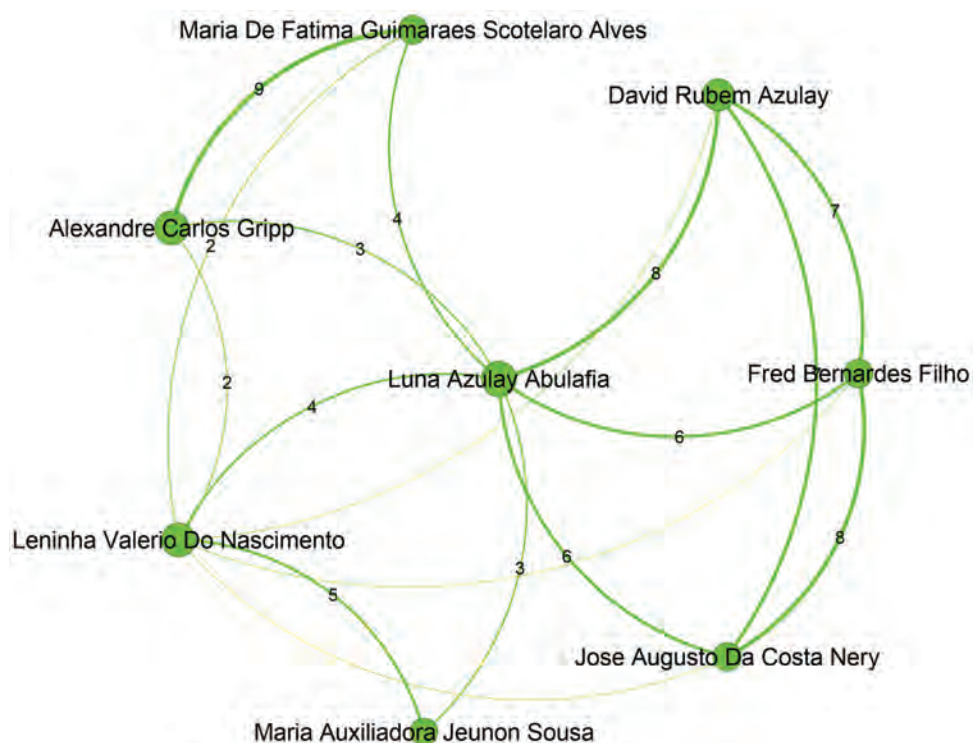 Maria De Fatima Guimaraes Scotelaro Alves
9
David Rubem Azulay
Alexandre Carlos Gripp
2
3
4
7
8
Luna Azulay Abulafia
Fred Bernardes Filho
2
4
6
Leninha Valerio Do Nascimento
8
6
3
5
Jose Augusto Da Costa Nery
Maria Auxiliadora Jeunon Sousa